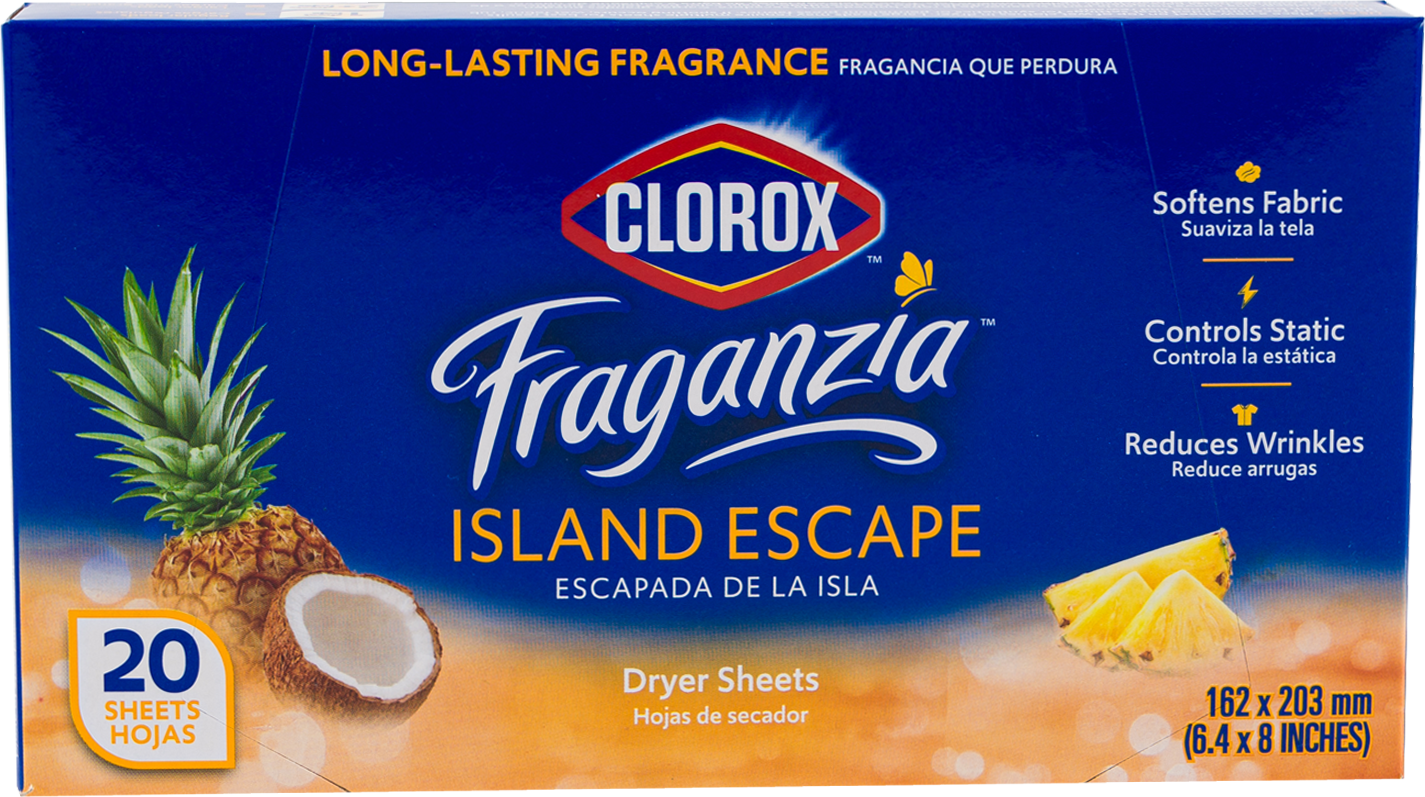 LONG-LASTING FRAGRANCE FRAGANCIA QUE PERDURA
CLOROX™
Fraganzia™
ISLAND ESCAPE
ESCAPADA DE LA ISLA
Dryer Sheets
Hojas de secador
Softens Fabric
Suaviza la tela
Controls Static
Controla la estática
Reduces Wrinkles
Reduce arrugas
20
SHEETS
HOJAS
162 x 203 mm
(6.4 x 8 INCHES)